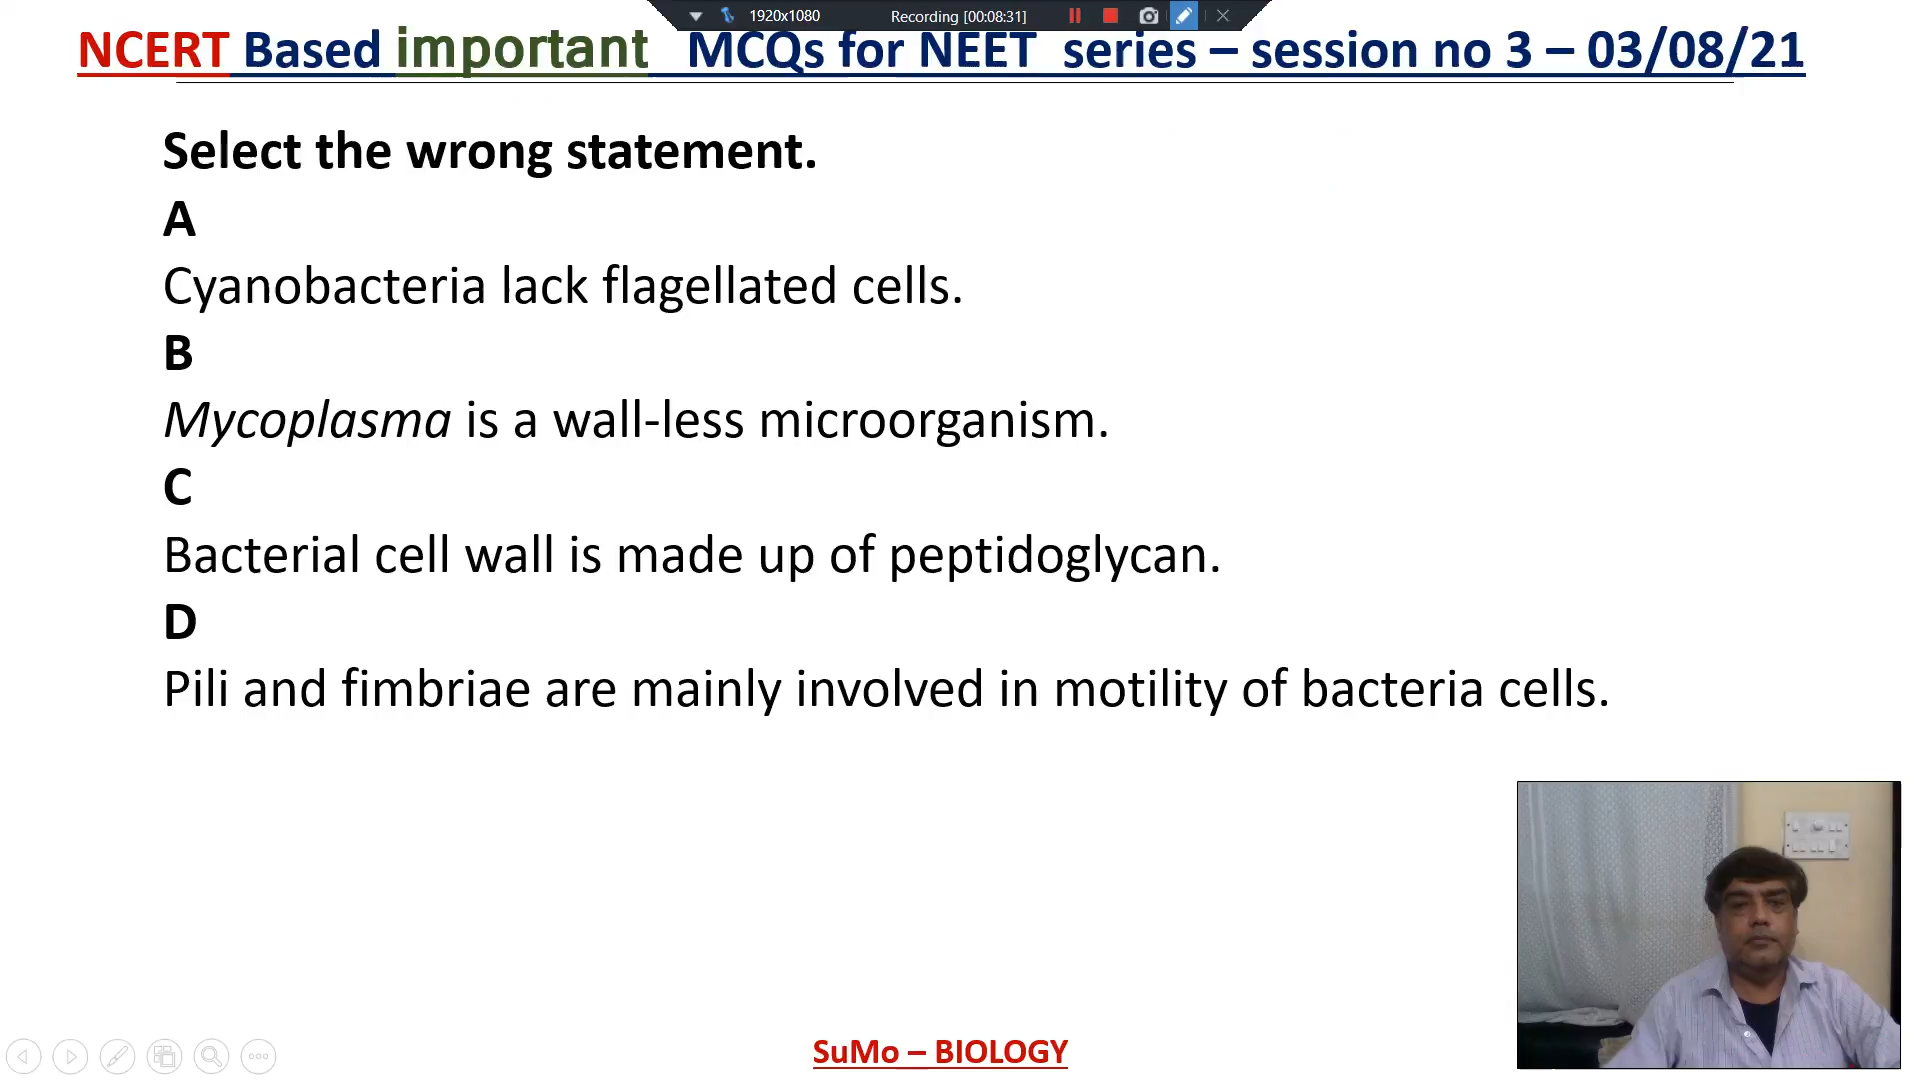 1920x1080 Recording [00:08:31]
NCERT Based important MCQs for NEET series – session no 3 – 03/08/21
Select the wrong statement.
A
Cyanobacteria lack flagellated cells.
B
Mycoplasma is a wall-less microorganism.
C
Bacterial cell wall is made up of peptidoglycan.
D
Pili and fimbriae are mainly involved in motility of bacteria cells.
SuMo – BIOLOGY